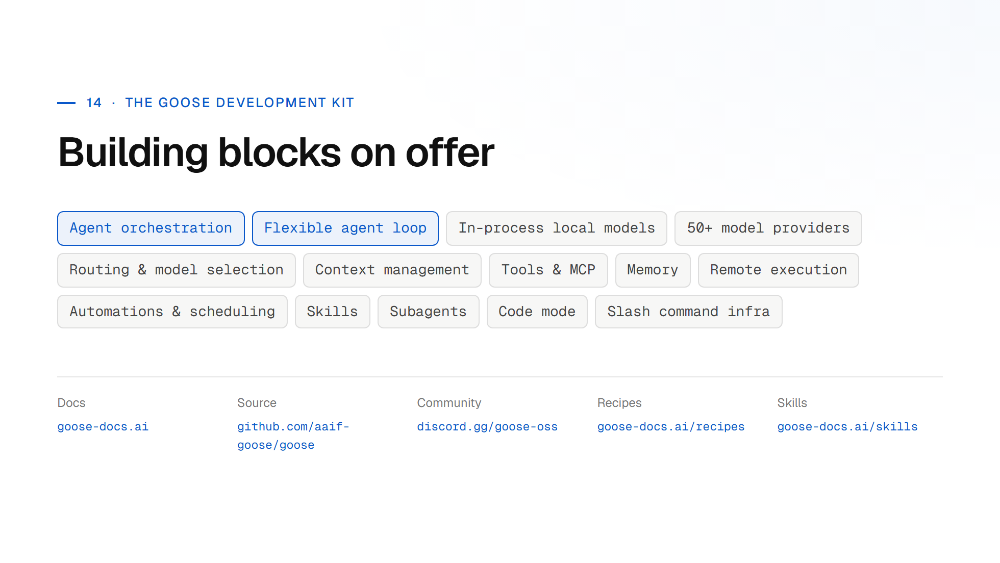 14 · THE GOOSE DEVELOPMENT KIT
Building blocks on offer
Agent orchestration
Flexible agent loop
In-process local models
50+ model providers
Routing & model selection
Context management
Tools & MCP
Memory
Remote execution
Automations & scheduling
Skills
Subagents
Code mode
Slash command infra
Docs
goose-docs.ai
Source
github.com/aaif-
goose/goose
Community
discord.gg/goose-oss
Recipes
goose-docs.ai/recipes
Skills
goose-docs.ai/skills